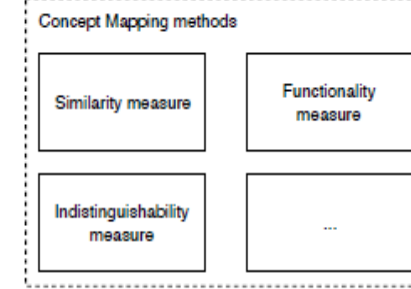 Concept Mapping methods
Similarity measure
Functionality
measure
Indistinguishability
measure
...